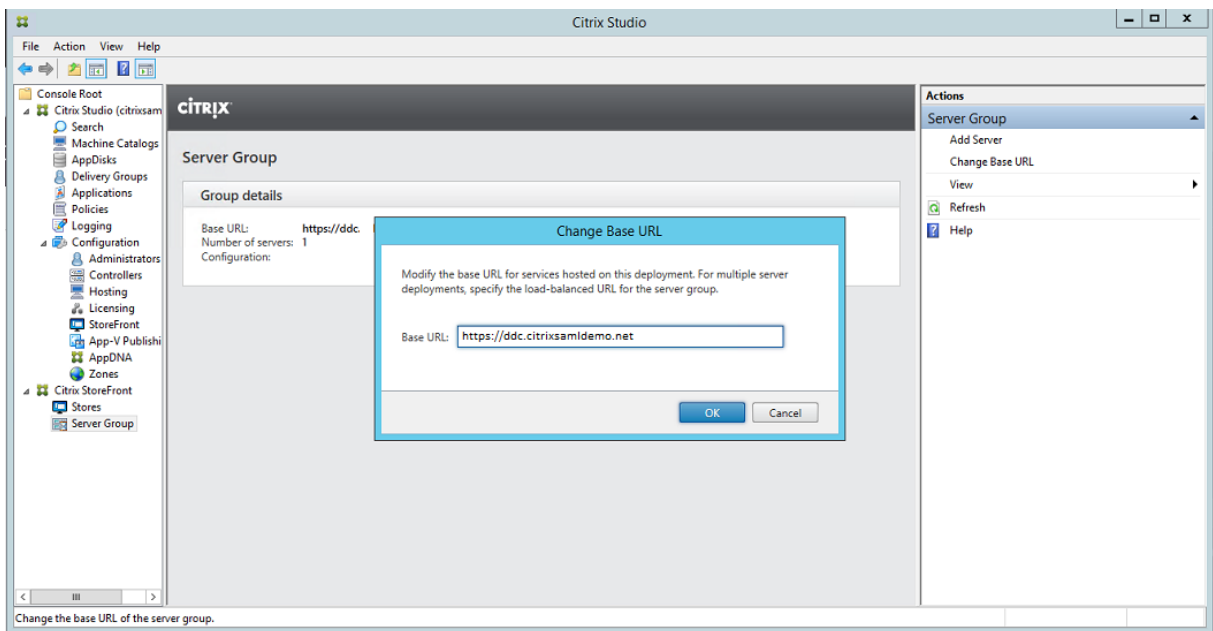 Citrix Studio
File Action View Help
Console Root
Citrix Studio (citrixsam
Search
Machine Catalogs
AppDisks
Delivery Groups
Applications
Policies
Logging
Configuration
Administrators
Controllers
Hosting
Licensing
StoreFront
App-V Publishi
AppDNA
Zones
Citrix StoreFront
Stores
Server Group
CİTRIX
Server Group
Group details
Base URL: https://ddc.
Number of servers: 1
Configuration:
Change Base URL
Modify the base URL for services hosted on this deployment. For multiple server
deployments, specify the load-balanced URL for the server group.
Base URL: https://ddc.citrixsamldemo.net
OK Cancel
Actions
Server Group
Add Server
Change Base URL
View
Refresh
Help
Change the base URL of the server group.